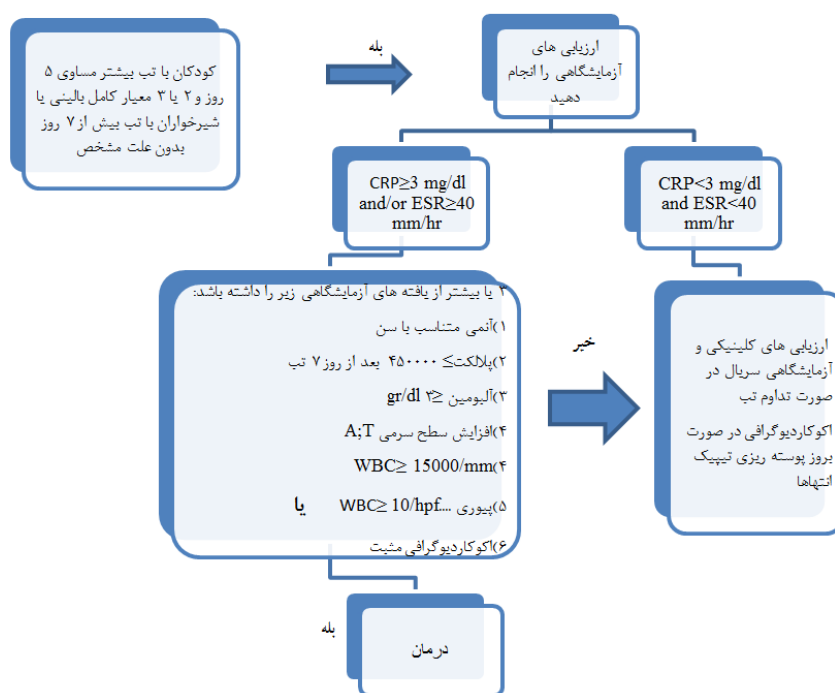 کودکان با تب بیشتر مساوی ۵
روز و ۲ یا ۳ معیار کامل بالینی یا
شیرخواران با تب بیش از ۷ روز
بدون علت مشخص
بله
ارزیابی های
آزمایشگاهی را انجام
دهید
CRP≥3 mg/dl
and/or ESR≥40
mm/hr
CRP<3 mg/dl
and ESR<40
mm/hr
۳ یا بیشتر از یافته های آزمایشگاهی زیر را داشته باشد:
۱)آنمی متناسب با سن
۲)پلاکت≥ ۴۵۰۰۰۰ بعد از روز ۷ تب
۳)آلبومین ≤۳ gr/dl
۴)افزایش سطح سرمی A;T
۴)WBC≥ 15000/mm
۵)پیوری ...WBC≥ 10/hpf یا
۶)اکوکاردیوگرافی مثبت
خیر
ارزیابی های کلینیکی و
آزمایشگاهی سریال در
صورت تداوم تب
اکوکاردیوگرافی در صورت
بروز پوسته ریزی تیپیک
انتهاها
بله
درمان